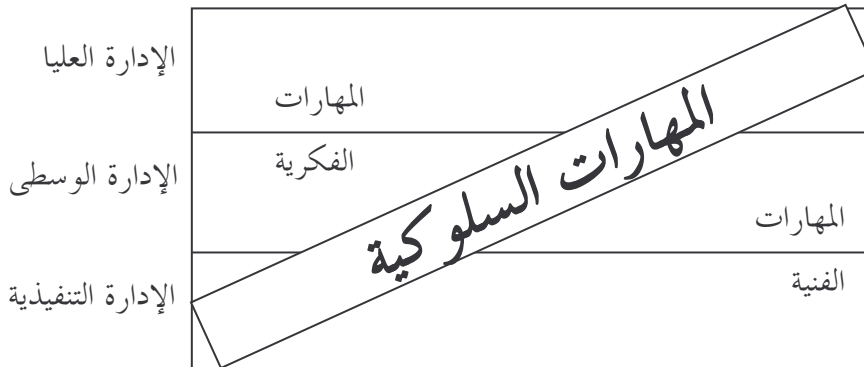 الإدارة العليا
المهارات
الفكرية
الإدارة الوسطى
المهارات السلوكية
المهارات
الفنية
الإدارة التنفيذية